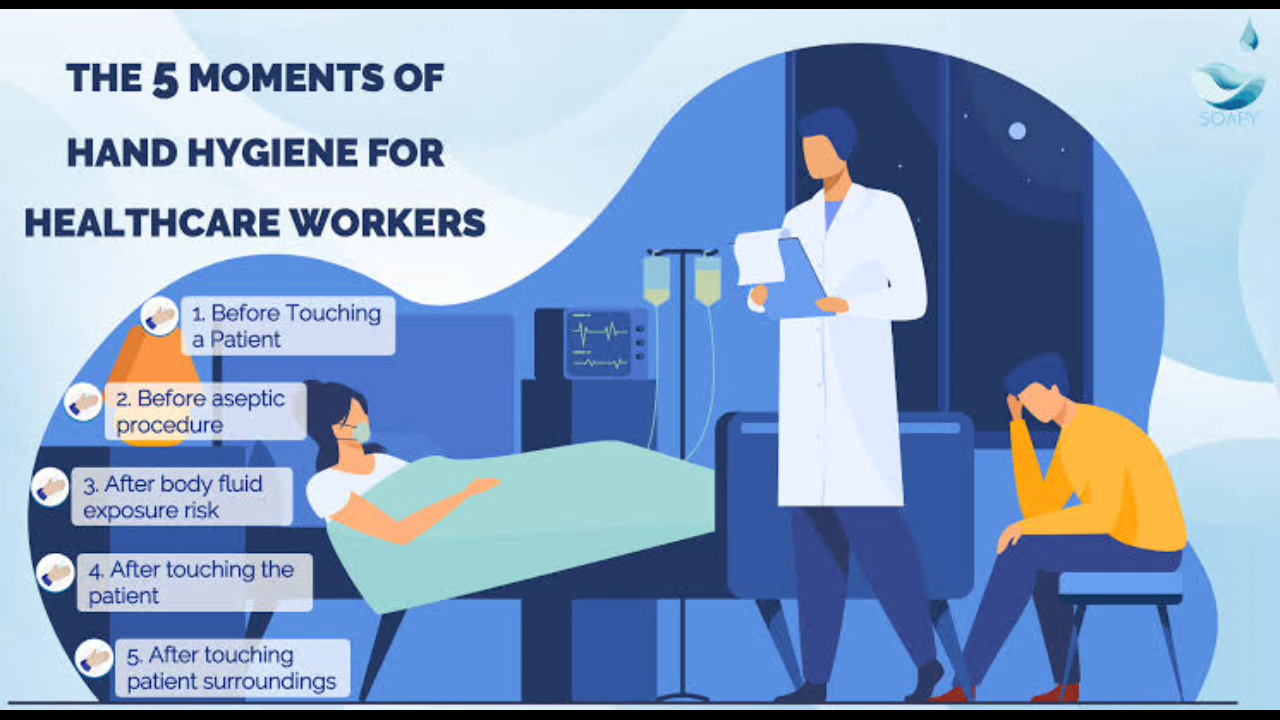 THE 5 MOMENTS OF
HAND HYGIENE FOR
HEALTHCARE WORKERS
SOAPY
1. Before Touching
a Patient
2. Before aseptic
procedure
3. After body fluid
exposure risk
4. After touching the
patient
5. After touching
patient surroundings